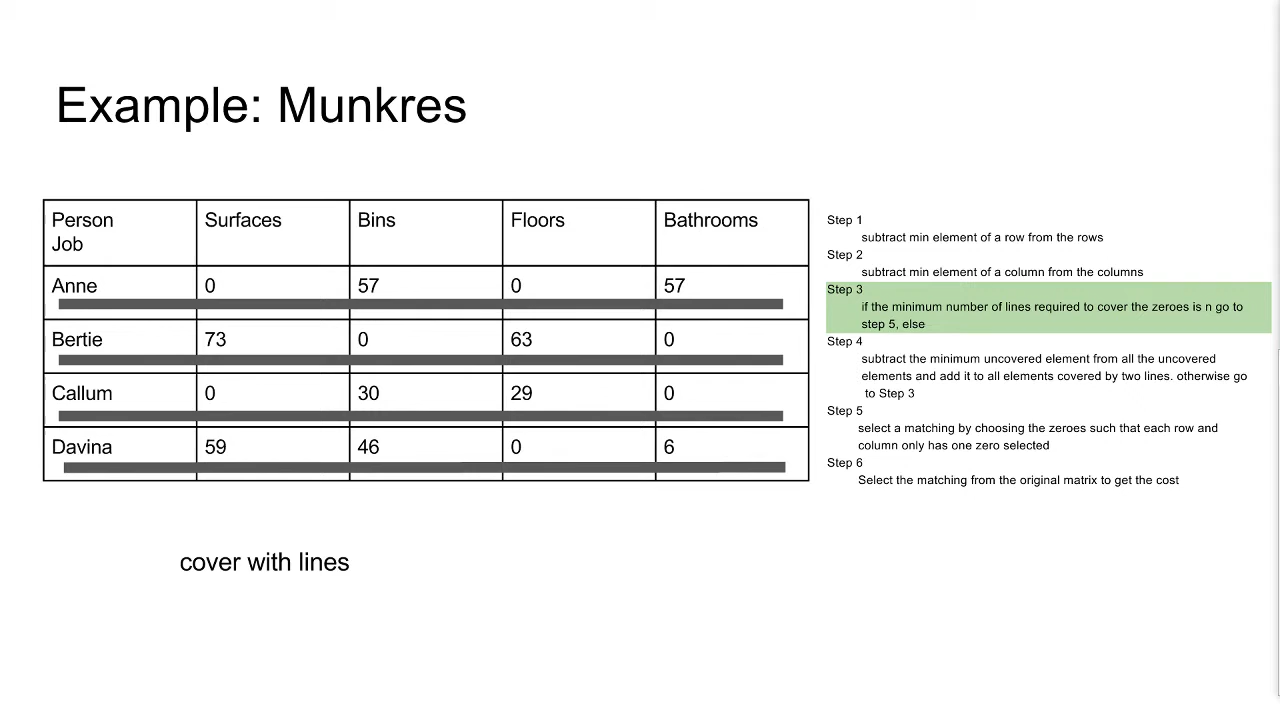 Example: Munkres
Person Surfaces Bins Floors Bathrooms
Job
Anne 0 57 0 57
Bertie 73 0 63 0
Callum 0 30 29 0
Davina 59 46 0 6
Step 1
subtract min element of a row from the rows
Step 2
subtract min element of a column from the columns
Step 3
if the minimum number of lines required to cover the zeroes is n go to
step 5, else
Step 4
subtract the minimum uncovered element from all the uncovered
elements and add it to all elements covered by two lines. otherwise go
to Step 3
Step 5
select a matching by choosing the zeroes such that each row and
column only has one zero selected
Step 6
Select the matching from the original matrix to get the cost
cover with lines